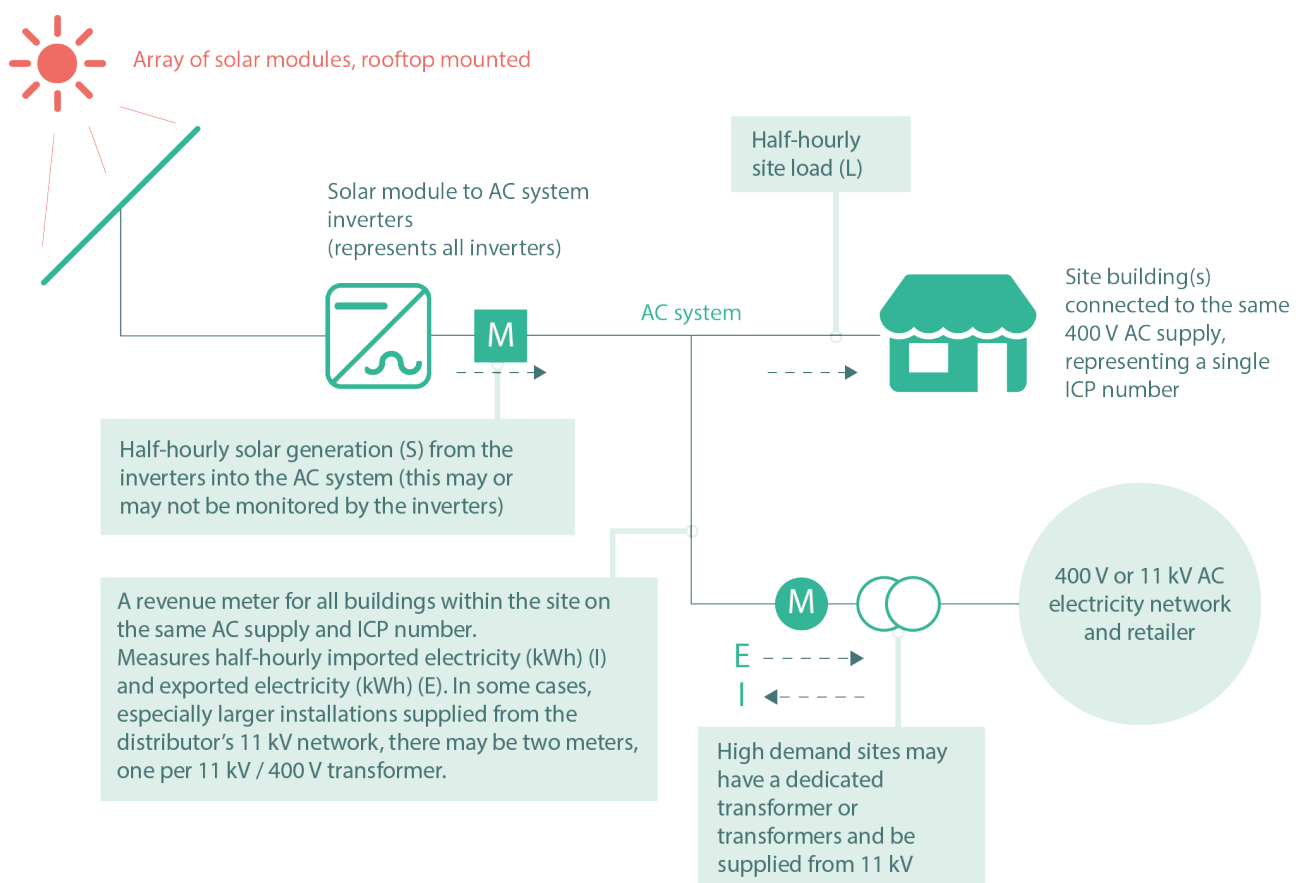 Array of solar modules, rooftop mounted
Half-hourly
site load (L)
Solar module to AC system
inverters
(represents all inverters)
M
AC system
Site building(s)
connected to the same
400 V AC supply,
representing a single
ICP number
Half-hourly solar generation (S) from the
inverters into the AC system (this may or
may not be monitored by the inverters)
A revenue meter for all buildings within the site on
the same AC supply and ICP number.
Measures half-hourly imported electricity (kWh) (I)
and exported electricity (kWh) (E). In some cases,
especially larger installations supplied from the
distributor’s 11 kV network, there may be two meters,
one per 11 kV / 400 V transformer.
M
E
I
400 V or 11 kV AC
electricity network
and retailer
High demand sites may
have a dedicated
transformer or
transformers and be
supplied from 11 kV